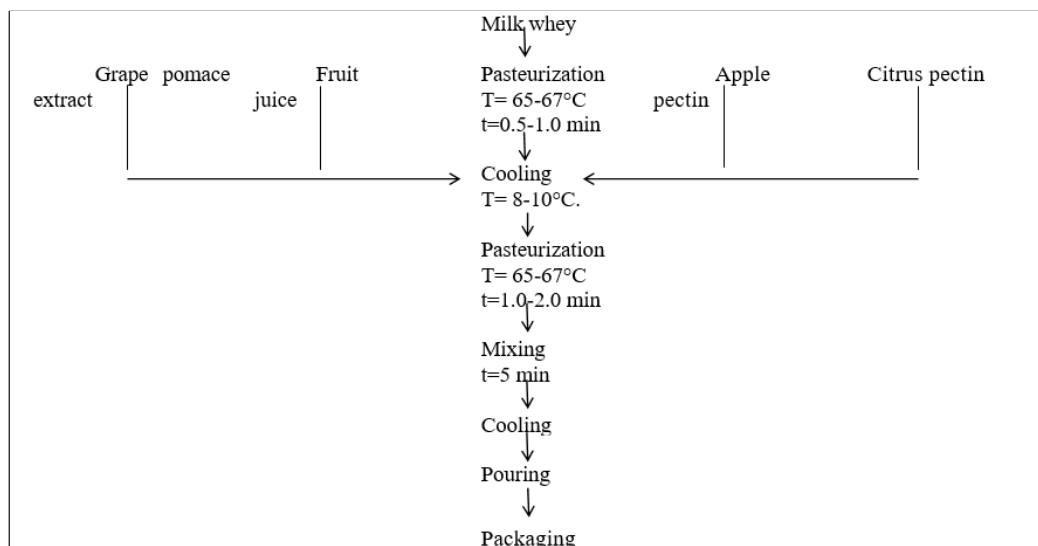 Milk whey
Grape pomace extract
Fruit juice
Pasteurization
T= 65-67°C
t=0.5-1.0 min
Apple pectin
Citrus pectin
Cooling
T= 8-10°C.
Pasteurization
T= 65-67°C
t=1.0-2.0 min
Mixing
t=5 min
Cooling
Pouring
Packaging